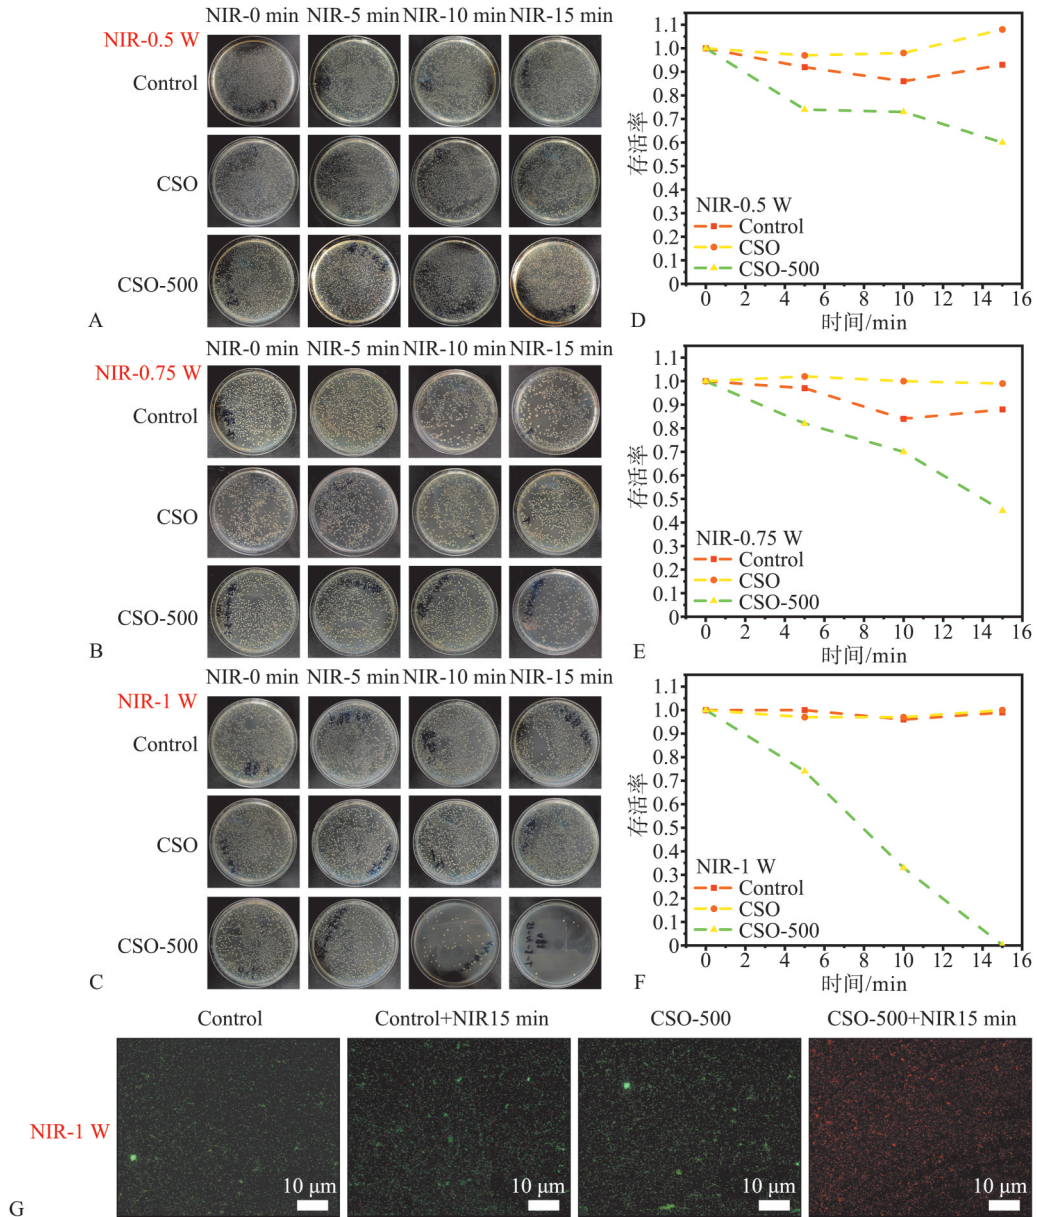 NIR-0 min NIR-5 min NIR-10 min NIR-15 min
NIR-0.5 W
Control
CSO
CSO-500
A
1.1
1.0
0.9
0.8
0.7
0.6
0.5
0.4
0.3
0.2
0.1
0
存活率
NIR-0.5 W
Control
CSO
CSO-500
0 2 4 6 8 10 12 14 16
时间/min
D
NIR-0 min NIR-5 min NIR-10 min NIR-15 min
NIR-0.75 W
Control
CSO
CSO-500
B
1.1
1.0
0.9
0.8
0.7
0.6
0.5
0.4
0.3
0.2
0.1
0
存活率
NIR-0.75 W
Control
CSO
CSO-500
0 2 4 6 8 10 12 14 16
时间/min
E
NIR-0 min NIR-5 min NIR-10 min NIR-15 min
NIR-1 W
Control
CSO
CSO-500
C
1.1
1.0
0.9
0.8
0.7
0.6
0.5
0.4
0.3
0.2
0.1
0
存活率
NIR-1 W
Control
CSO
CSO-500
0 2 4 6 8 10 12 14 16
时间/min
F
Control Control+NIR15 min CSO-500 CSO-500+NIR15 min
NIR-1 W
10 μm 10 μm 10 μm 10 μm
G